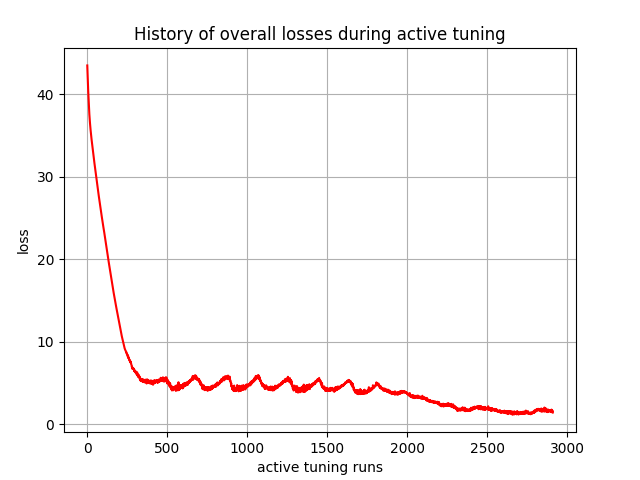 History of overall losses during active tuning
40
30
20
10
0
loss
0 500 1000 1500 2000 2500 3000
active tuning runs